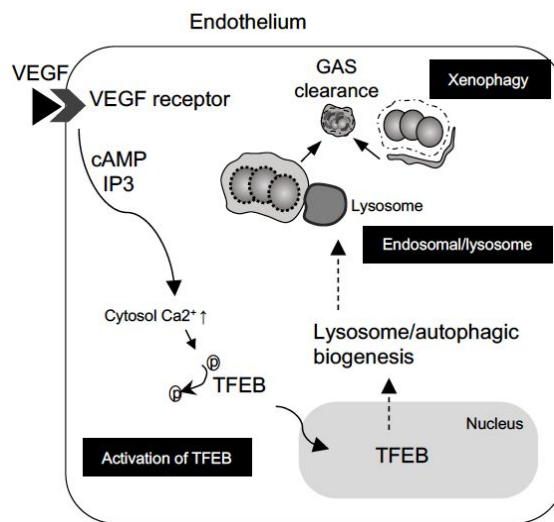 Endothelium
VEGF
VEGF receptor
cAMP
IP3
Cytosol Ca²⁺ ↑
p
p
TFEB
Activation of TFEB
GAS
clearance
Xenophagy
Lysosome
Endosomal/lysosome
Lysosome/autophagic
biogenesis
Nucleus
TFEB